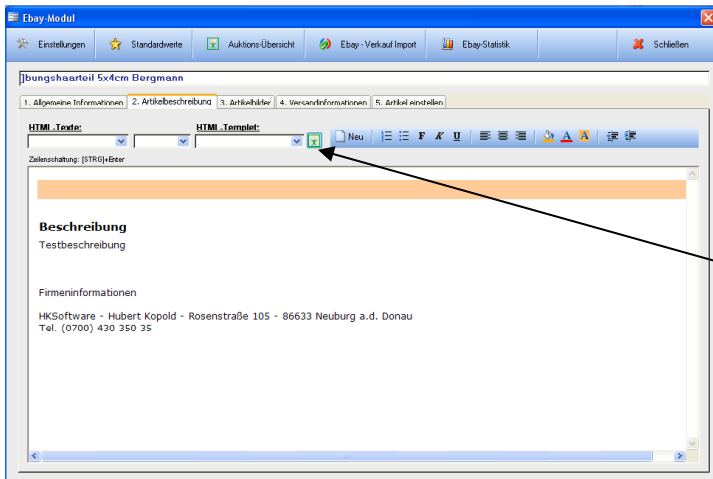 Ebay-Modul
Einstellungen Standardwerte Auktions-Übersicht Ebay - Verkauf Import Ebay-Statistik Schließen
]bungshaarteil 5x4cm Bergmann
1. Allgemeine Informationen 2. Artikelbeschreibung 3. Artikelbilder 4. Versandinformationen 5. Artikel einstellen
HTML-Texte: HTML-Templet:
Neu F K U A A
Zeilenschaltung: [STRG]+Enter
Beschreibung
Testbeschreibung
Firmeninformationen
HKSoftware - Hubert Kopold - Rosenstraße 105 - 86633 Neuburg a.d. Donau
Tel. (0700) 430 350 35